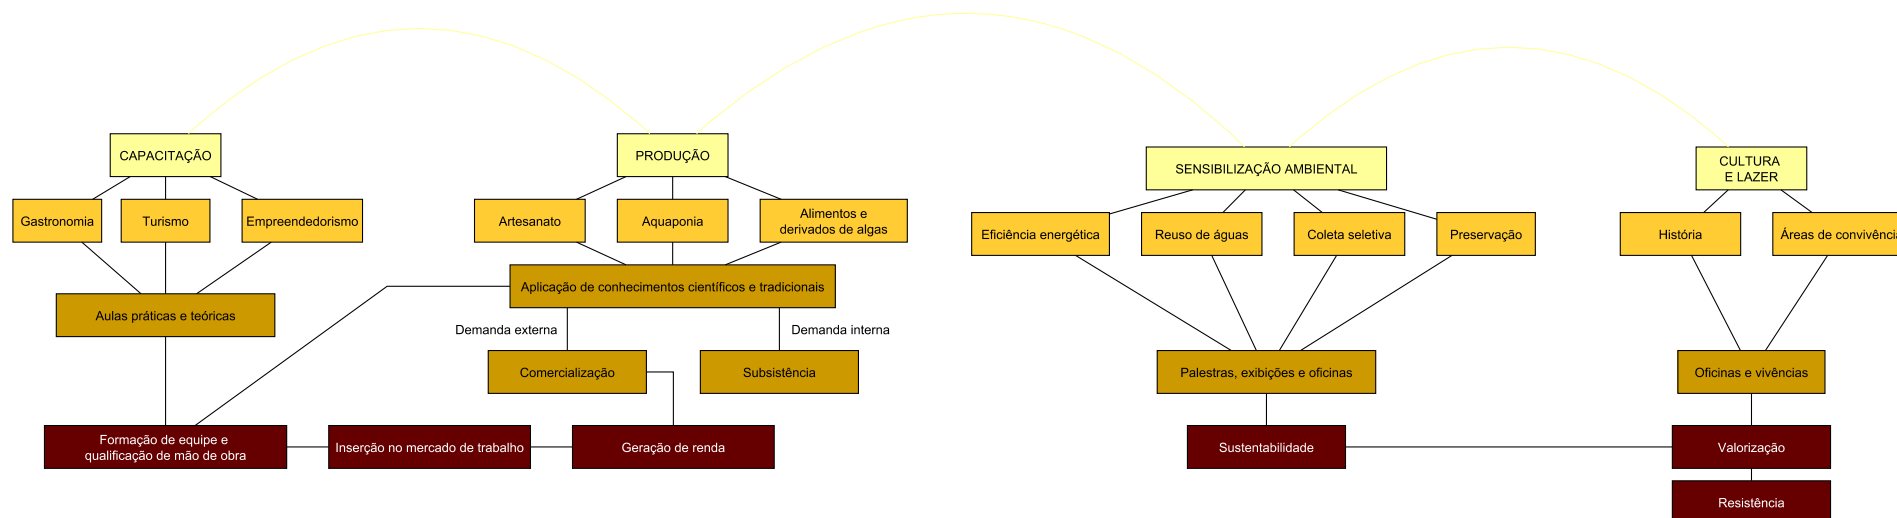 CAPACITAÇÃO
PRODUÇÃO
SENSIBILIZAÇÃO AMBIENTAL
CULTURA
E LAZER
Gastronomia
Turismo
Empreendedorismo
Artesanato
Aquaponia
Alimentos e
derivados de algas
Eficiência energética
Reuso de águas
Coleta seletiva
Preservação
História
Áreas de convivência
Aulas práticas e teóricas
Aplicação de conhecimentos científicos e tradicionais
Demanda externa
Demanda interna
Comercialização
Subsistência
Palestras, exibições e oficinas
Oficinas e vivências
Formação de equipe e
qualificação de mão de obra
Inserção no mercado de trabalho
Geração de renda
Sustentabilidade
Valorização
Resistência